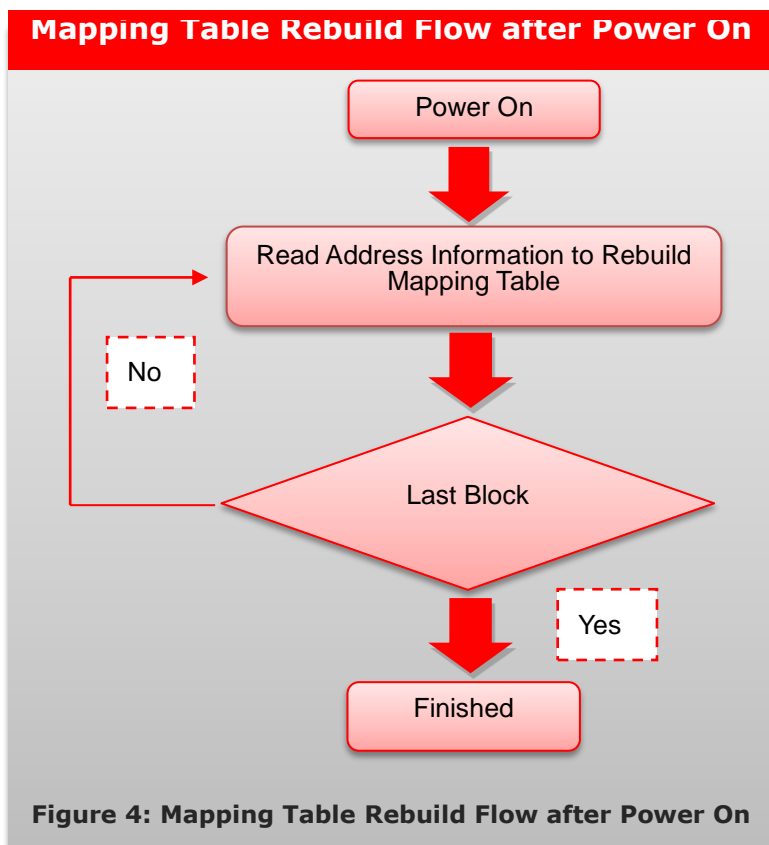 Mapping Table Rebuild Flow after Power On
Power On
Read Address Information to Rebuild
Mapping Table
No
Last Block
Yes
Finished
Figure 4: Mapping Table Rebuild Flow after Power On